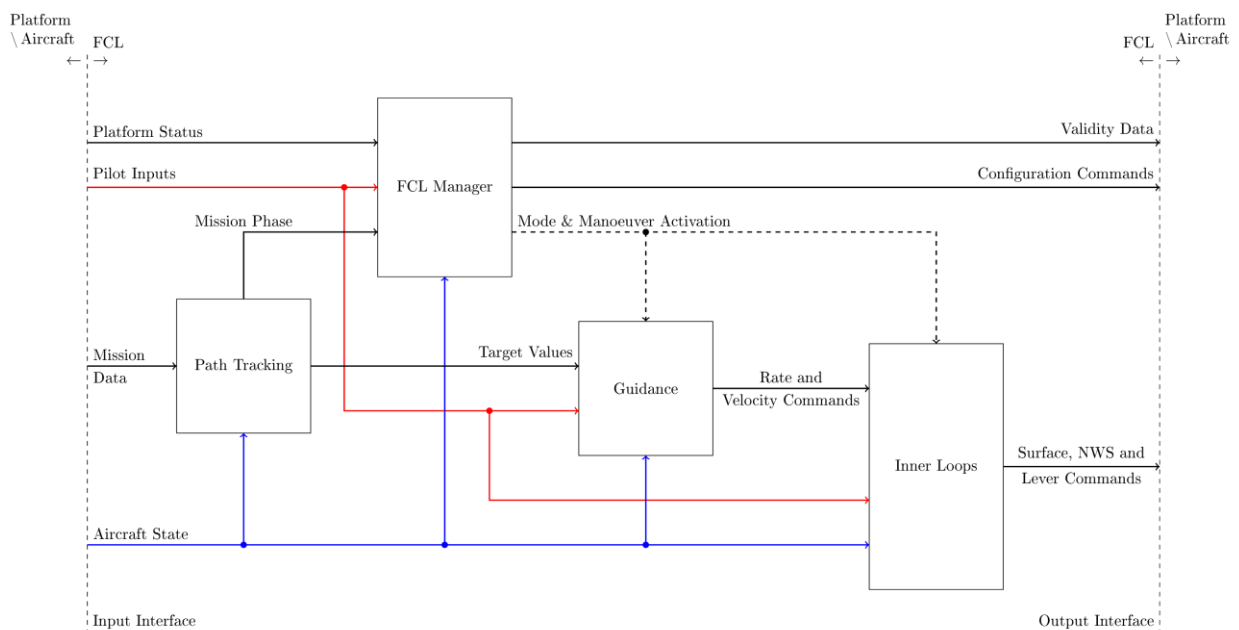 Platform
\ Aircraft
← →
FCL
Platform
\ Aircraft
FCL
← →
Platform Status
Validity Data
Pilot Inputs
Configuration Commands
FCL Manager
Mission Phase
Mode & Manoeuver Activation
Mission
Data
Path Tracking
Target Values
Guidance
Rate and
Velocity Commands
Inner Loops
Surface, NWS and
Lever Commands
Aircraft State
Input Interface
Output Interface